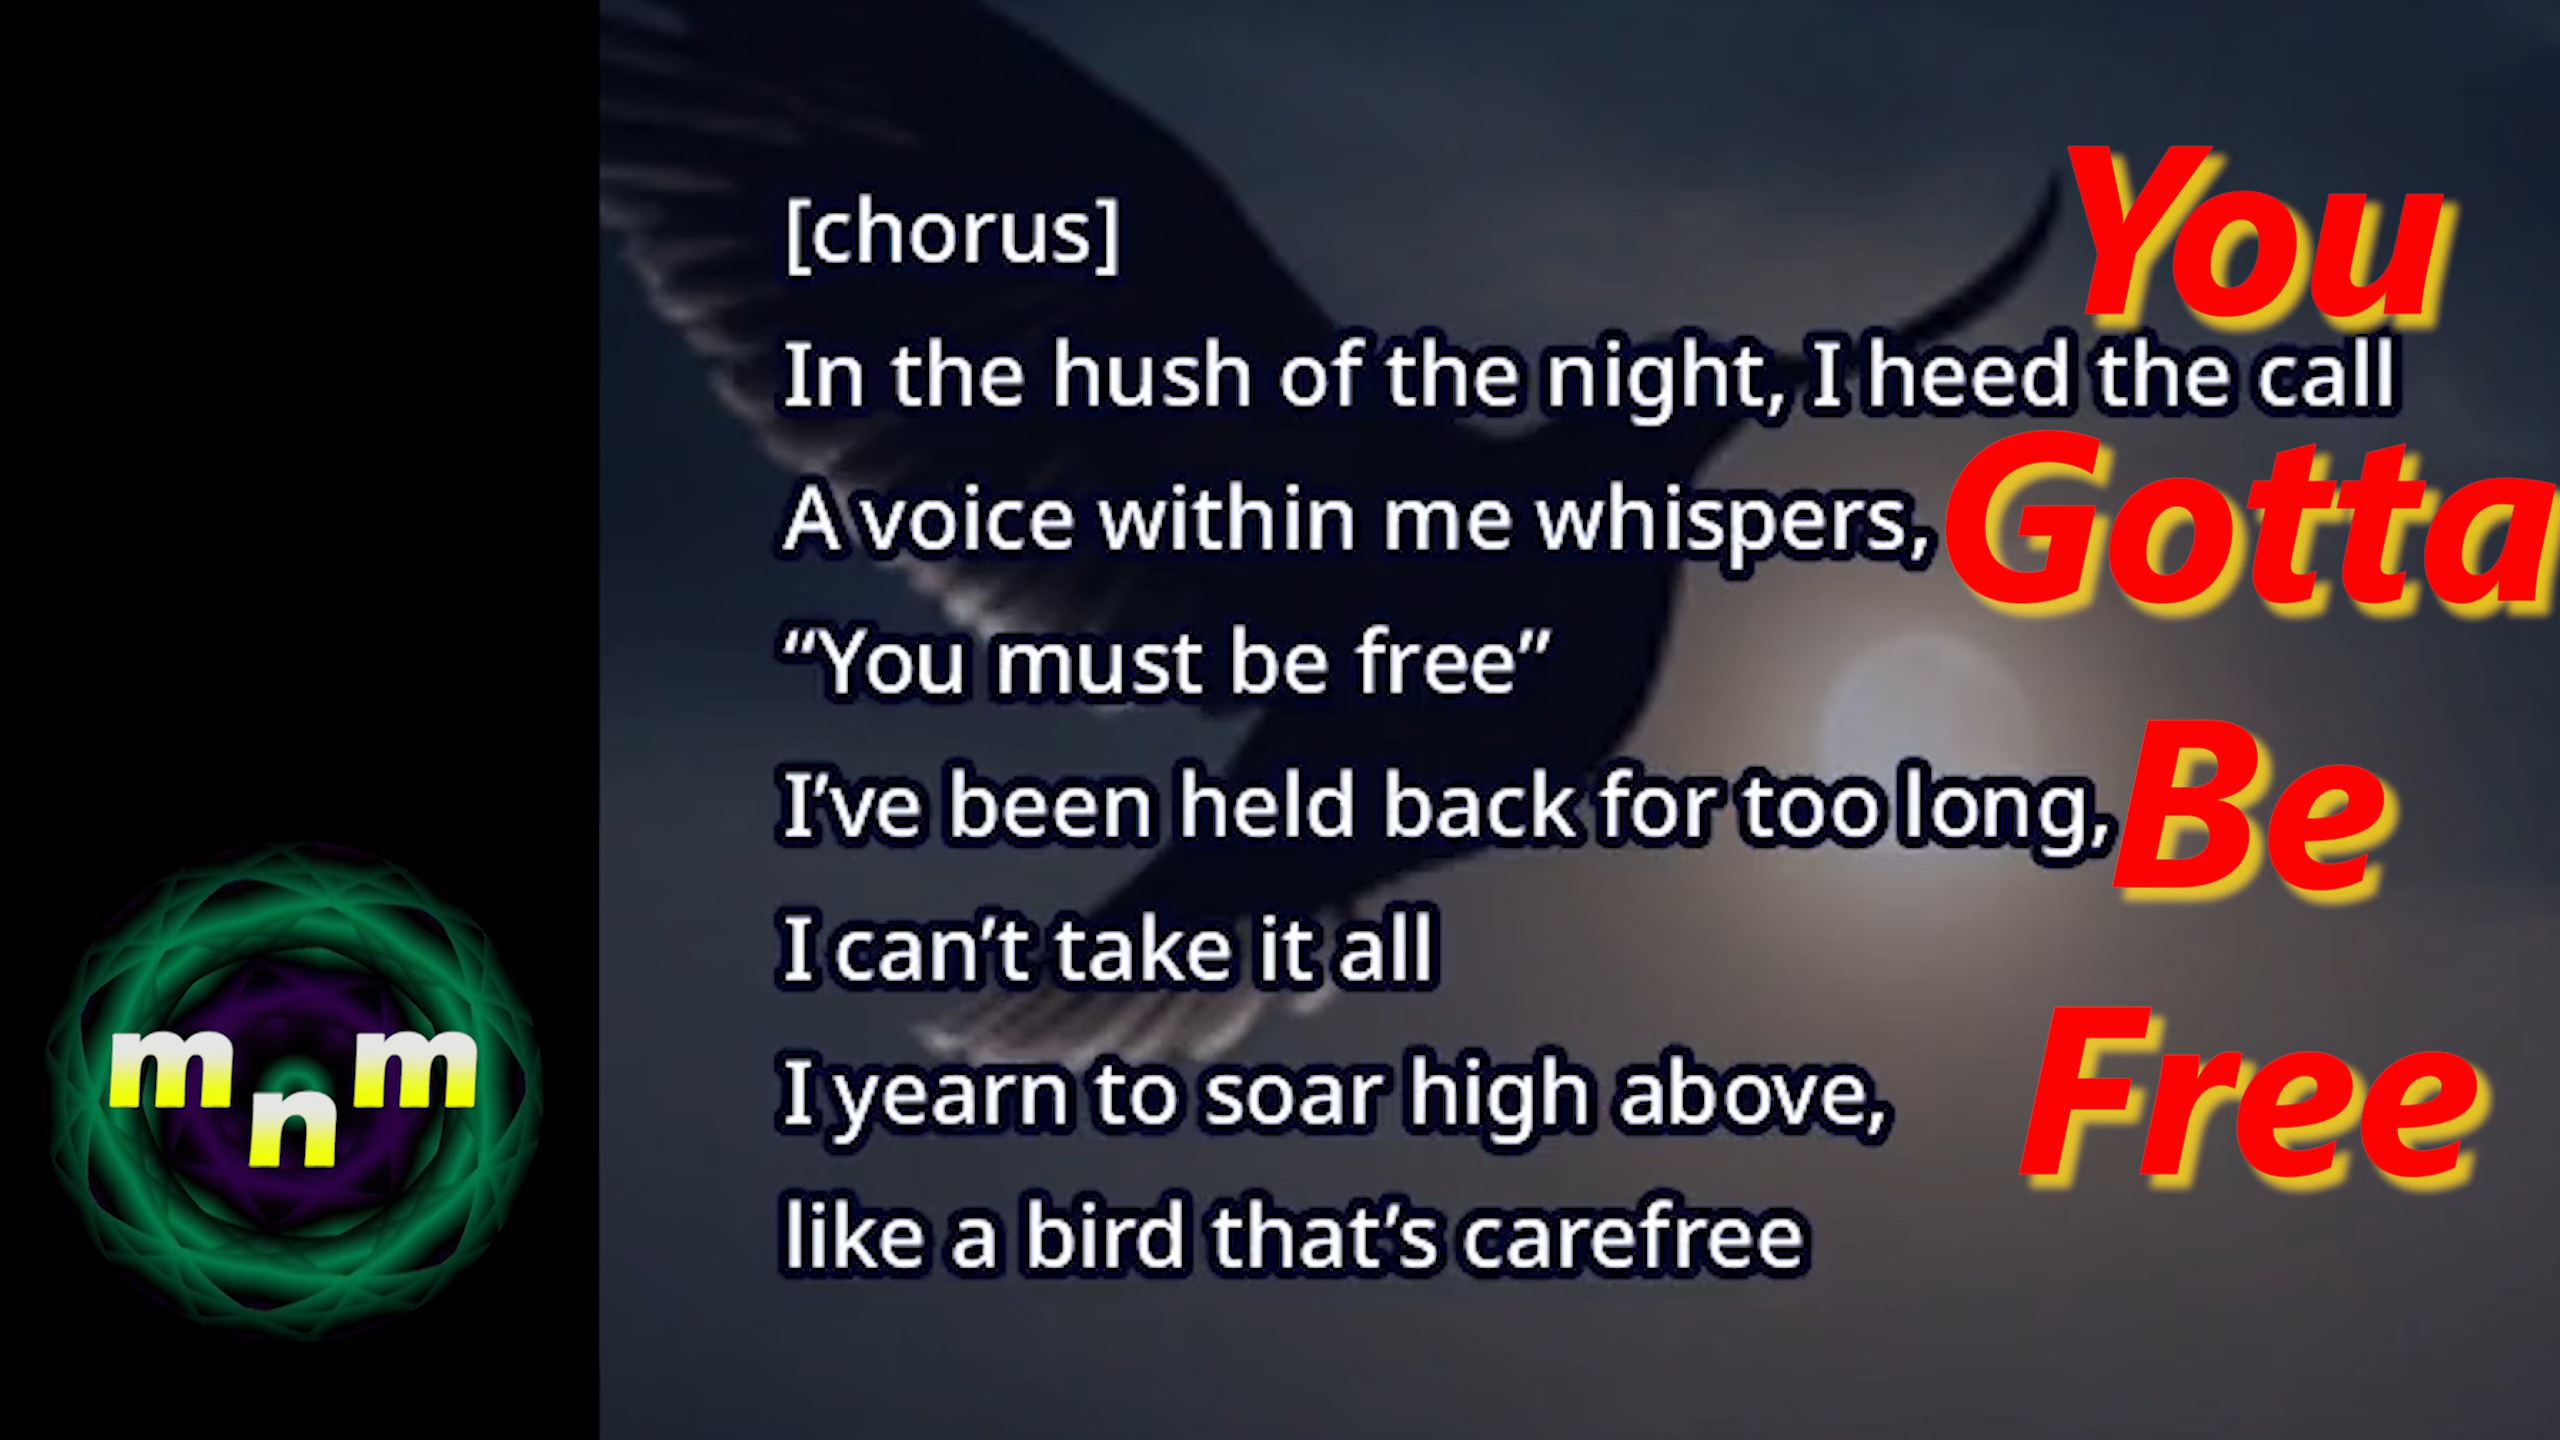 [chorus]
In the hush of the night, I heed the call
A voice within me whispers,
“You must be free”
I’ve been held back for too long,
I can’t take it all
I yearn to soar high above,
like a bird that’s carefree
You
Gotta
Be
Free
mnm